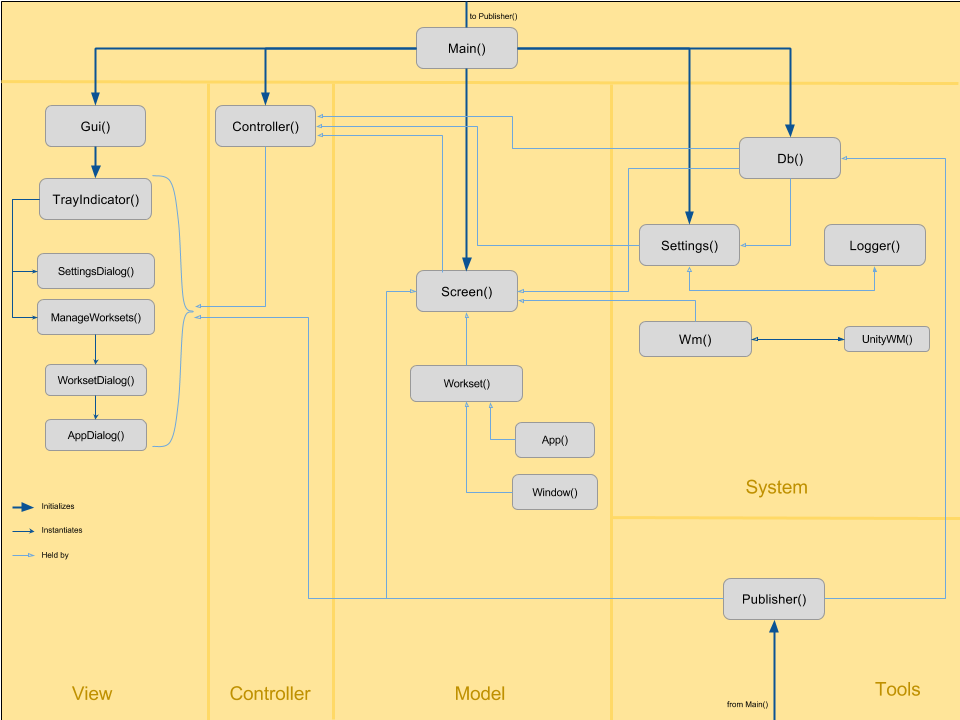 to Publisher()
Main()
Gui()
Controller()
Db()
TrayIndicator()
Settings()
Logger()
SettingsDialog()
Screen()
ManageWorksets()
Wm()
UnityWM()
WorksetDialog()
Workset()
AppDialog()
App()
Window()
System
Initializes
Instantiates
Held by
Publisher()
View
Controller
Model
Tools
from Main()